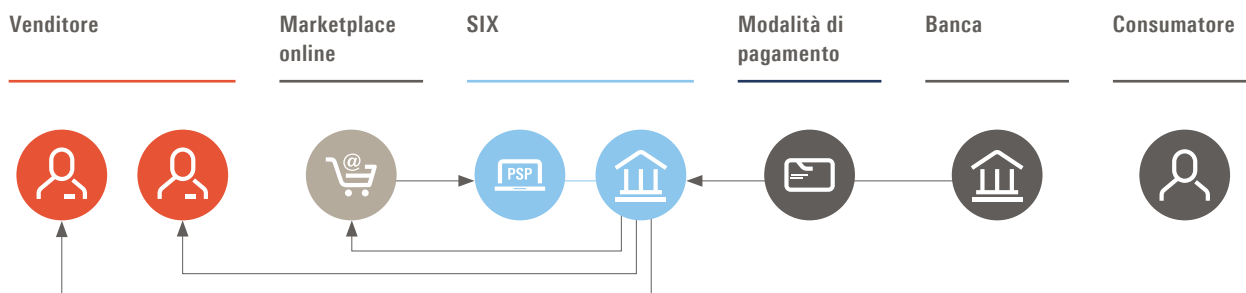 Venditore
Marketplace
online
SIX
Modalità di
pagamento
Banca
Consumatore
@
PSP